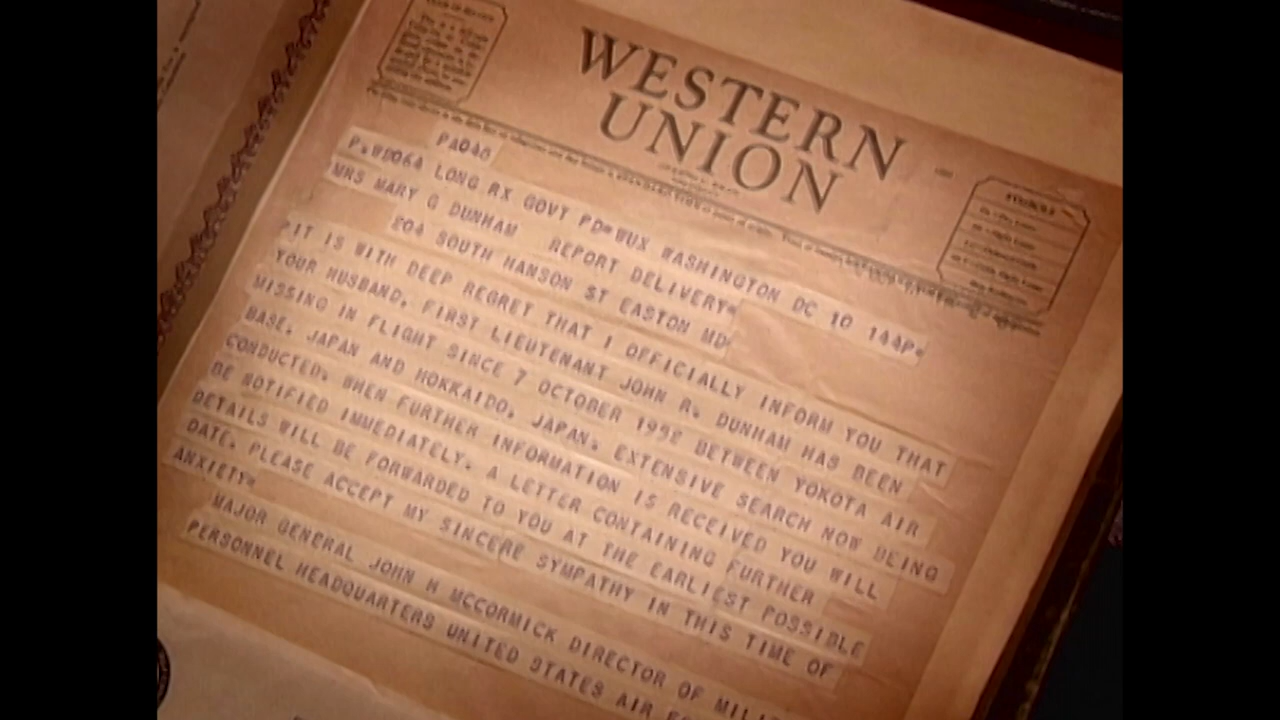 WESTERN
UNION
PA040
P.WD064 LONG RX GOVT PD=WUX WASHINGTON DC 10 144P=
MRS MARY G DUNHAM REPORT DELIVERY=
204 SOUTH HANSON ST EASTON MD
IT IS WITH DEEP REGRET THAT I OFFICIALLY INFORM YOU THAT
YOUR HUSBAND, FIRST LIEUTENANT JOHN R. DUNHAM HAS BEEN
MISSING IN FLIGHT SINCE 7 OCTOBER 1952 BETWEEN YOKOTA AIR
BASE, JAPAN AND HOKKAIDO, JAPAN. EXTENSIVE SEARCH NOW BEING
CONDUCTED. WHEN FURTHER INFORMATION IS RECEIVED YOU WILL
BE NOTIFIED IMMEDIATELY. A LETTER CONTAINING FURTHER
DETAILS WILL BE FORWARDED TO YOU AT THE EARLIEST POSSIBLE
DATE. PLEASE ACCEPT MY SINCERE SYMPATHY IN THIS TIME OF
ANXIETY=
MAJOR GENERAL JOHN H MCCORMICK DIRECTOR OF
PERSONNEL HEADQUARTERS UNITED STATES AIR